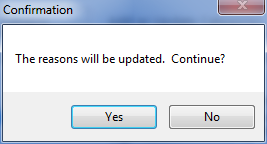 Confirmation
The reasons will be updated.  Continue?
Yes
No